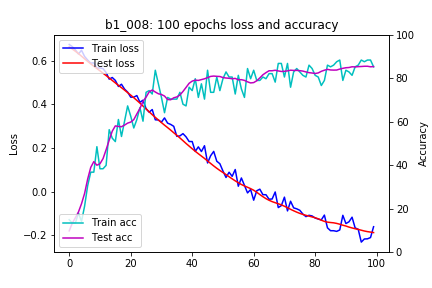 b1_008: 100 epochs loss and accuracy
Train loss
Test loss
Train acc
Test acc
Loss
Accuracy
0.6
0.4
0.2
0.0
−0.2
100
80
60
40
20
0
0 20 40 60 80 100